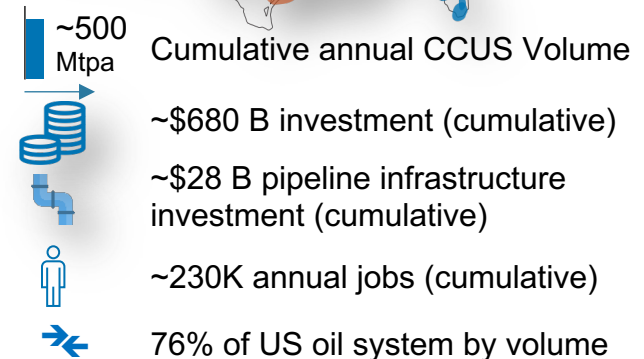 ~500
Mtpa
Cumulative annual CCUS Volume
~$680 B investment (cumulative)
~$28 B pipeline infrastructure
investment (cumulative)
~230K annual jobs (cumulative)
76% of US oil system by volume